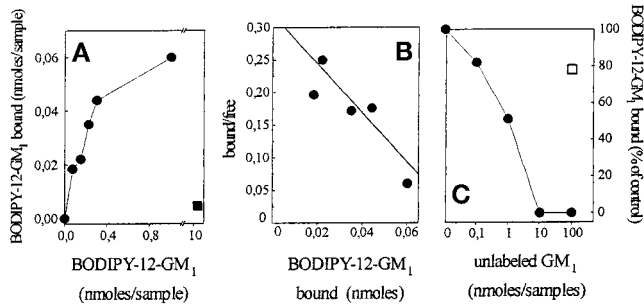 A
BODIPY-12-GM1 bound (nmoles/sample)
0,06
0,04
0,02
0,00
0,0
0,5
1,0
10
BODIPY-12-GM1
(nmoles/sample)
B
bound/free
0,30
0,25
0,20
0,15
0,10
0,05
0
0
0,02
0,04
0,06
BODIPY-12-GM1
bound (nmoles)
C
100
80
60
40
20
0
BODIPY-12-GM1 bound (% of control)
0
0,1
1
10
100
unlabeled GM1
(nmoles/sample)